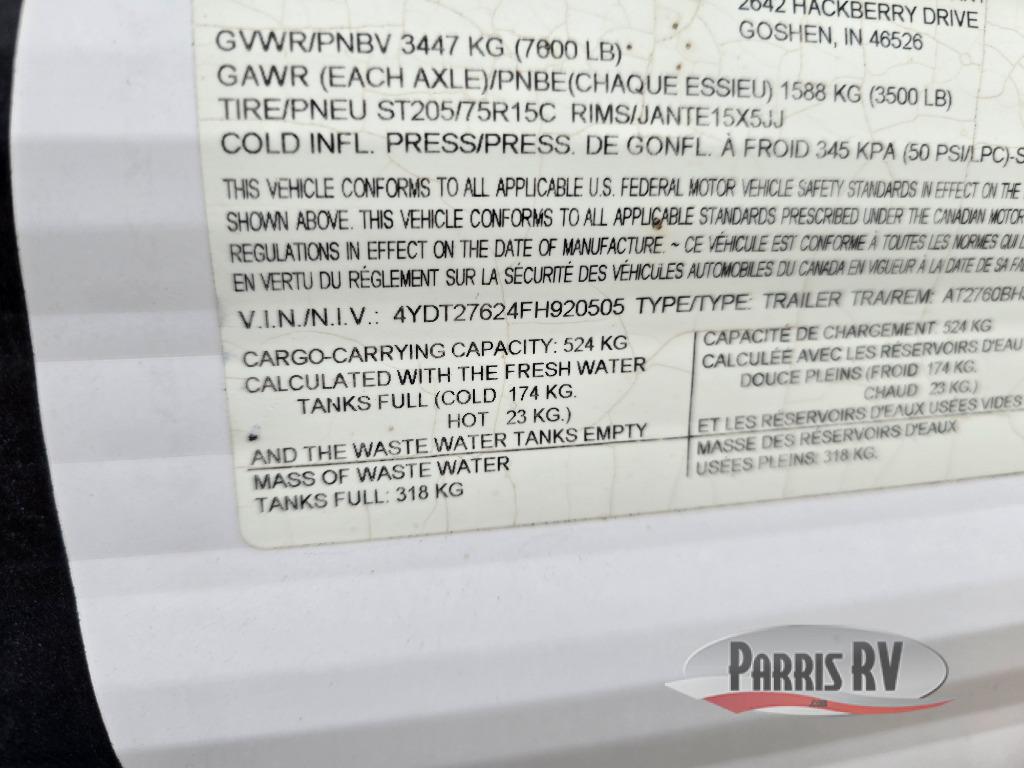 2642 HACKBERRY DRIVE
GOSHEN, IN 46526
GVWR/PNBV 3447 KG (7600 LB)
GAWR (EACH AXLE)/PNBE(CHAQUE ESSIEU) 1588 KG (3500 LB)
TIRE/PNEU ST205/75R15C RIMS/JANTE15X5JJ
COLD INFL. PRESS/PRESS. DE GONFL. À FROID 345 KPA (50 PSI/LPC)-S
THIS VEHICLE CONFORMS TO ALL APPLICABLE U.S. FEDERAL MOTOR VEHICLE SAFETY STANDARDS IN EFFECT ON THE
SHOWN ABOVE. THIS VEHICLE CONFORMS TO ALL APPLICABLE STANDARDS PRESCRIBED UNDER THE CANADIAN MOTOR
REGULATIONS IN EFFECT ON THE DATE OF MANUFACTURE. ~ CE VÉHICULE EST CONFORME À TOUTES LES NORMES QUI
EN VERTU DU RÉGLEMENT SUR LA SÉCURITÉ DES VÉHICULES AUTOMOBILES DU CANADA EN VIGUEUR À LA DATE DE SA
V.I.N./N.I.V.: 4YDT27624FH920505 TYPE/TYPE: TRAILER TRA/REM: AT2760BH
CARGO-CARRYING CAPACITY: 524 KG
CALCULATED WITH THE FRESH WATER
TANKS FULL (COLD 174 KG.
HOT 23 KG.)
AND THE WASTE WATER TANKS EMPTY
MASS OF WASTE WATER
TANKS FULL: 318 KG
CAPACITÉ DE CHARGEMENT: 524 KG
CALCULÉE AVEC LES RÉSERVOIRS D'EAU
DOUCE PLEINS (FROID 174 KG.
CHAUD 23 KG.)
ET LES RÉSERVOIRS D'EAUX USÉES VIDES
MASSE DES RÉSERVOIRS D'EAUX
USÉES PLEINS: 318 KG.
PARRIS RV
.com